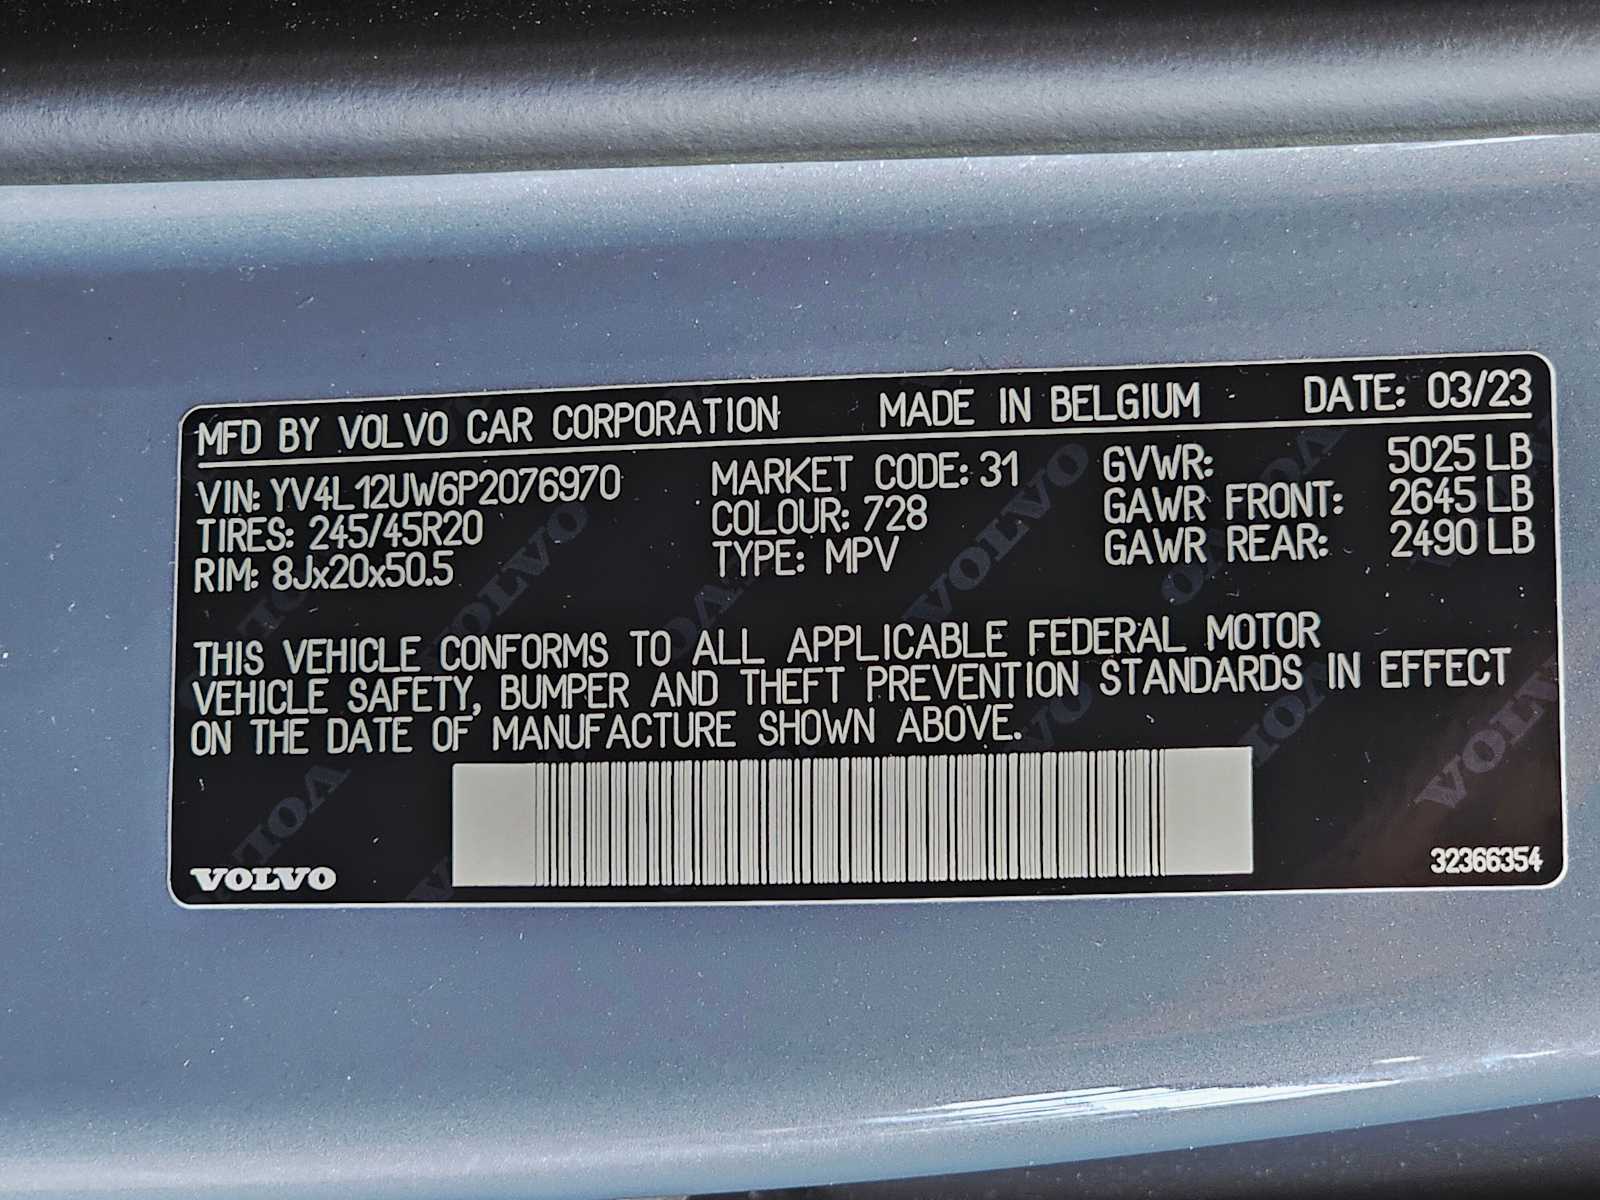 MFD BY VOLVO CAR CORPORATION MADE IN BELGIUM DATE: 03/23
VIN: YV4L12UW6P2076970 MARKET CODE: 31 GVWR: 5025 LB
TIRES: 245/45R20 COLOUR: 728 GAWR FRONT: 2645 LB
RIM: 8Jx20x50.5 TYPE: MPV GAWR REAR: 2490 LB
THIS VEHICLE CONFORMS TO ALL APPLICABLE FEDERAL MOTOR
VEHICLE SAFETY, BUMPER AND THEFT PREVENTION STANDARDS IN EFFECT
ON THE DATE OF MANUFACTURE SHOWN ABOVE.
VOLVO 32366354